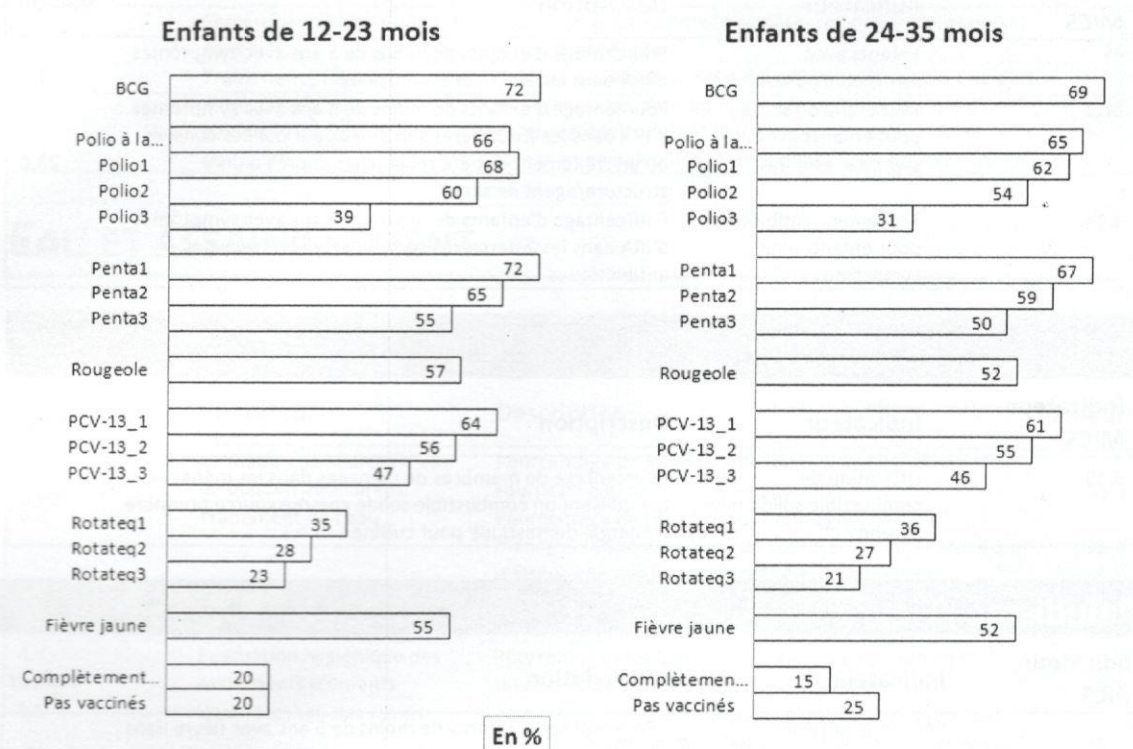 Enfants de 12-23 mois
BCG 72
Polio à la... 66
Polio1 68
Polio2 60
Polio3 39
Penta1 72
Penta2 65
Penta3 55
Rougeole 57
PCV-13_1 64
PCV-13_2 56
PCV-13_3 47
Rotateq1 35
Rotateq2 28
Rotateq3 23
Fièvre jaune 55
Complètement... 20
Pas vaccinés 20
Enfants de 24-35 mois
BCG 69
Polio à la... 65
Polio1 62
Polio2 54
Polio3 31
Penta1 67
Penta2 59
Penta3 50
Rougeole 52
PCV-13_1 61
PCV-13_2 55
PCV-13_3 46
Rotateq1 36
Rotateq2 27
Rotateq3 21
Fièvre jaune 52
Complètemen... 15
Pas vaccinés 25
En %